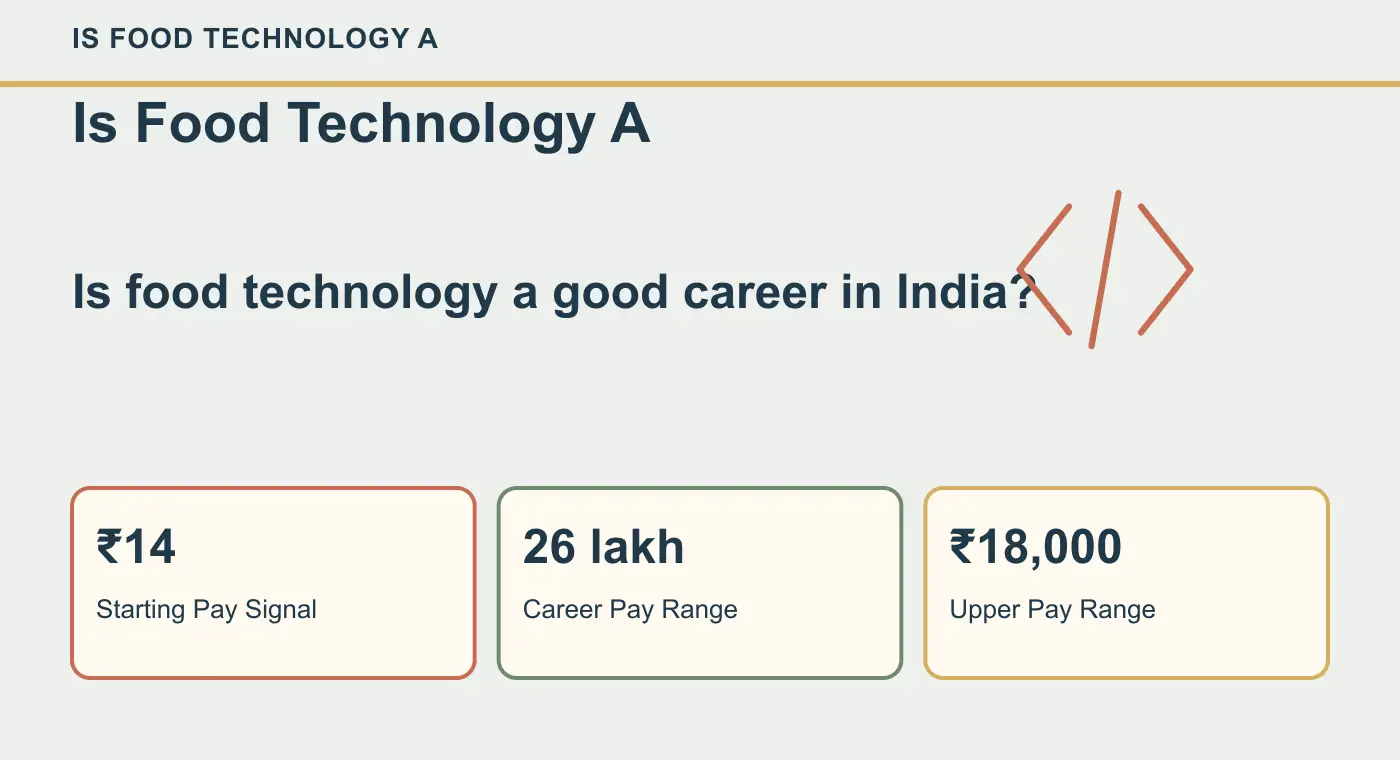 IS FOOD TECHNOLOGY A
Is Food Technology A
Is food technology a good career in India?
₹14
Starting Pay Signal
26 lakh
Career Pay Range
₹18,000
Upper Pay Range